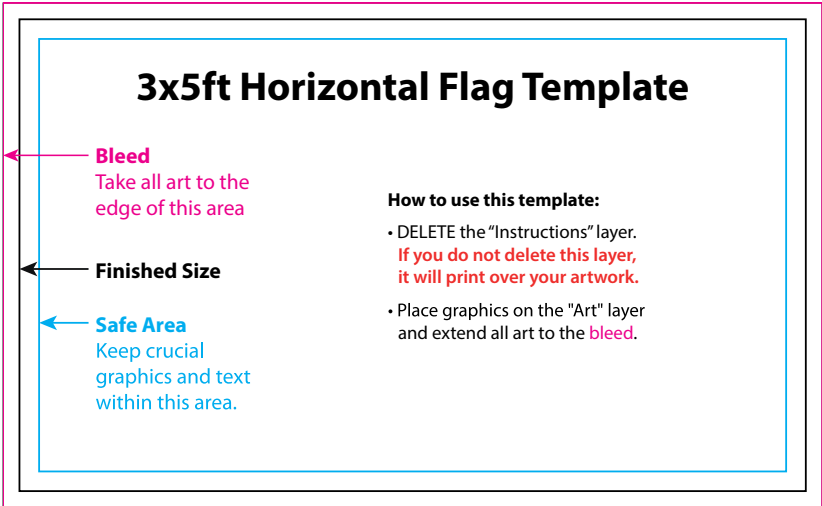 3x5ft Horizontal Flag Template
Bleed
Take all art to the
edge of this area
Finished Size
Safe Area
Keep crucial
graphics and text
within this area.
How to use this template:
• DELETE the “Instructions” layer.
If you do not delete this layer,
it will print over your artwork.
• Place graphics on the "Art" layer
and extend all art to the bleed.